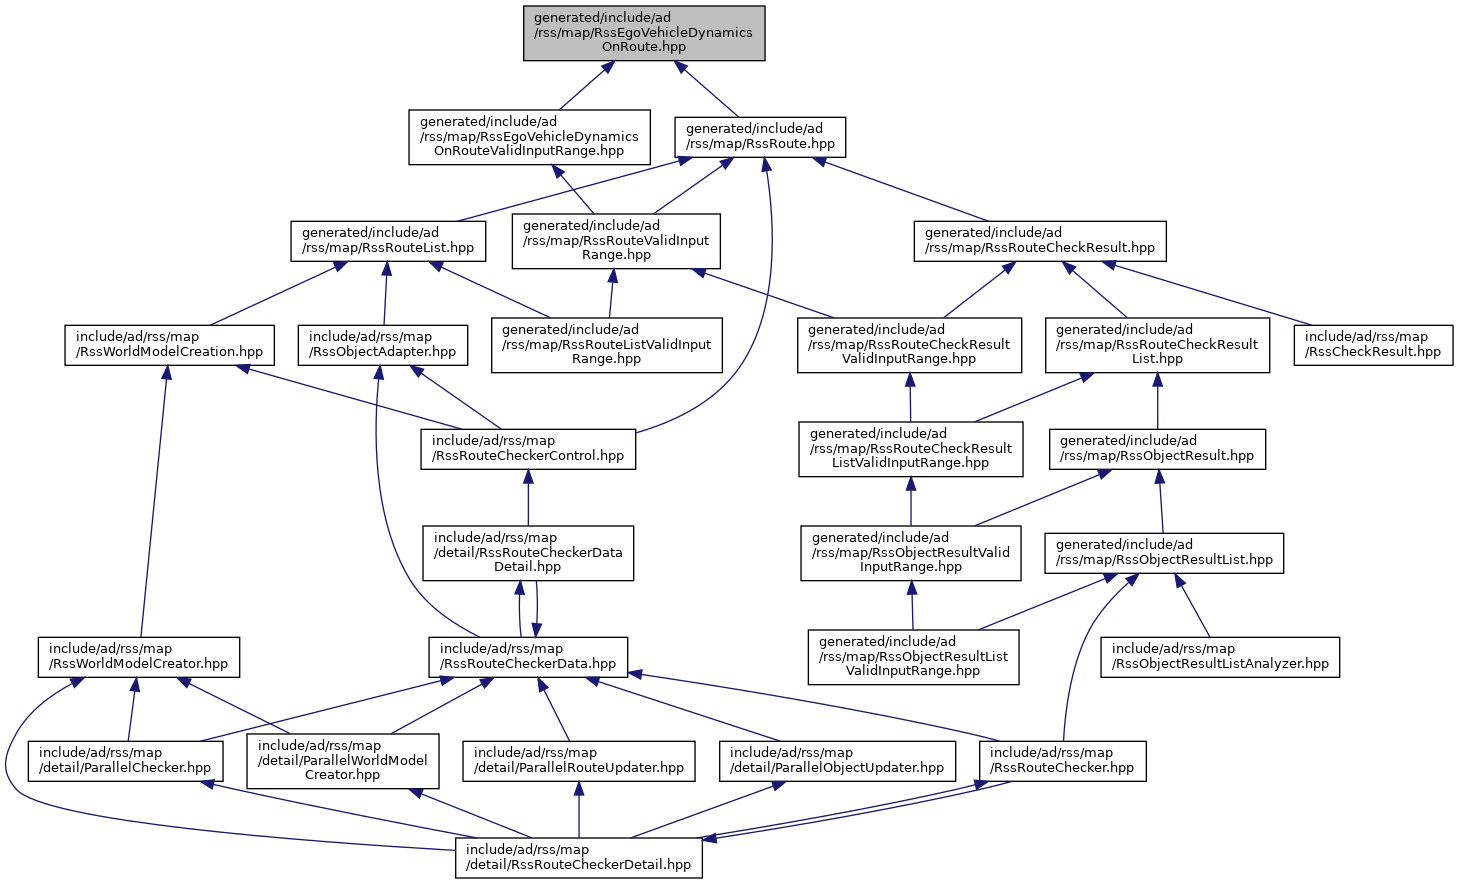 generated/include/ad
/rss/map/RssEgoVehicleDynamics
OnRoute.hpp
generated/include/ad
/rss/map/RssEgoVehicleDynamics
OnRouteValidInputRange.hpp
generated/include/ad
/rss/map/RssRoute.hpp
generated/include/ad
/rss/map/RssRouteList.hpp
generated/include/ad
/rss/map/RssRouteValidInput
Range.hpp
generated/include/ad
/rss/map/RssRouteCheckResult.hpp
include/ad/rss/map
/RssWorldModelCreation.hpp
include/ad/rss/map
/RssObjectAdapter.hpp
generated/include/ad
/rss/map/RssRouteListValidInput
Range.hpp
generated/include/ad
/rss/map/RssRouteCheckResult
ValidInputRange.hpp
generated/include/ad
/rss/map/RssRouteCheckResult
List.hpp
include/ad/rss/map
/RssCheckResult.hpp
include/ad/rss/map
/RssRouteCheckerControl.hpp
generated/include/ad
/rss/map/RssRouteCheckResult
ListValidInputRange.hpp
generated/include/ad
/rss/map/RssObjectResult.hpp
include/ad/rss/map
/detail/RssRouteCheckerData
Detail.hpp
generated/include/ad
/rss/map/RssObjectResultValid
InputRange.hpp
generated/include/ad
/rss/map/RssObjectResultList.hpp
include/ad/rss/map
/RssWorldModelCreator.hpp
include/ad/rss/map
/RssRouteCheckerData.hpp
generated/include/ad
/rss/map/RssObjectResultList
ValidInputRange.hpp
include/ad/rss/map
/RssObjectResultListAnalyzer.hpp
include/ad/rss/map
/detail/ParallelChecker.hpp
include/ad/rss/map
/detail/ParallelWorldModel
Creator.hpp
include/ad/rss/map
/detail/ParallelRouteUpdater.hpp
include/ad/rss/map
/detail/ParallelObjectUpdater.hpp
include/ad/rss/map
/RssRouteChecker.hpp
include/ad/rss/map
/detail/RssRouteCheckerDetail.hpp